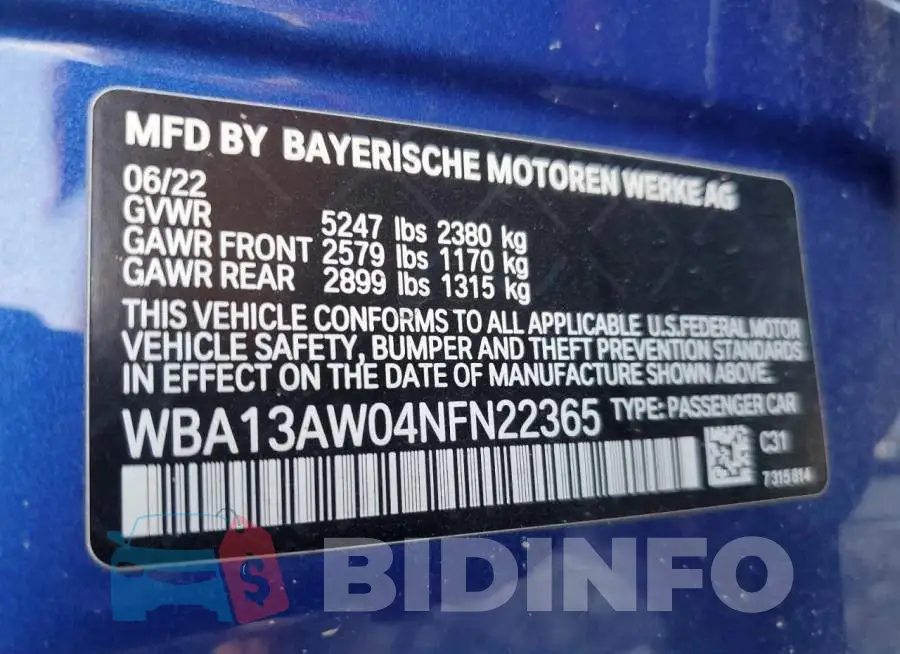 MFD BY BAYERISCHE MOTOREN WERKE AG
06/22
GVWR 5247 lbs 2380 kg
GAWR FRONT 2579 lbs 1170 kg
GAWR REAR 2899 lbs 1315 kg
THIS VEHICLE CONFORMS TO ALL APPLICABLE U.S.FEDERAL MOTOR
VEHICLE SAFETY, BUMPER AND THEFT PREVENTION STANDARDS
IN EFFECT ON THE DATE OF MANUFACTURE SHOWN ABOVE.
WBA13AW04NFN22365 TYPE: PASSENGER CAR
C31
7315814
$ BIDINFO